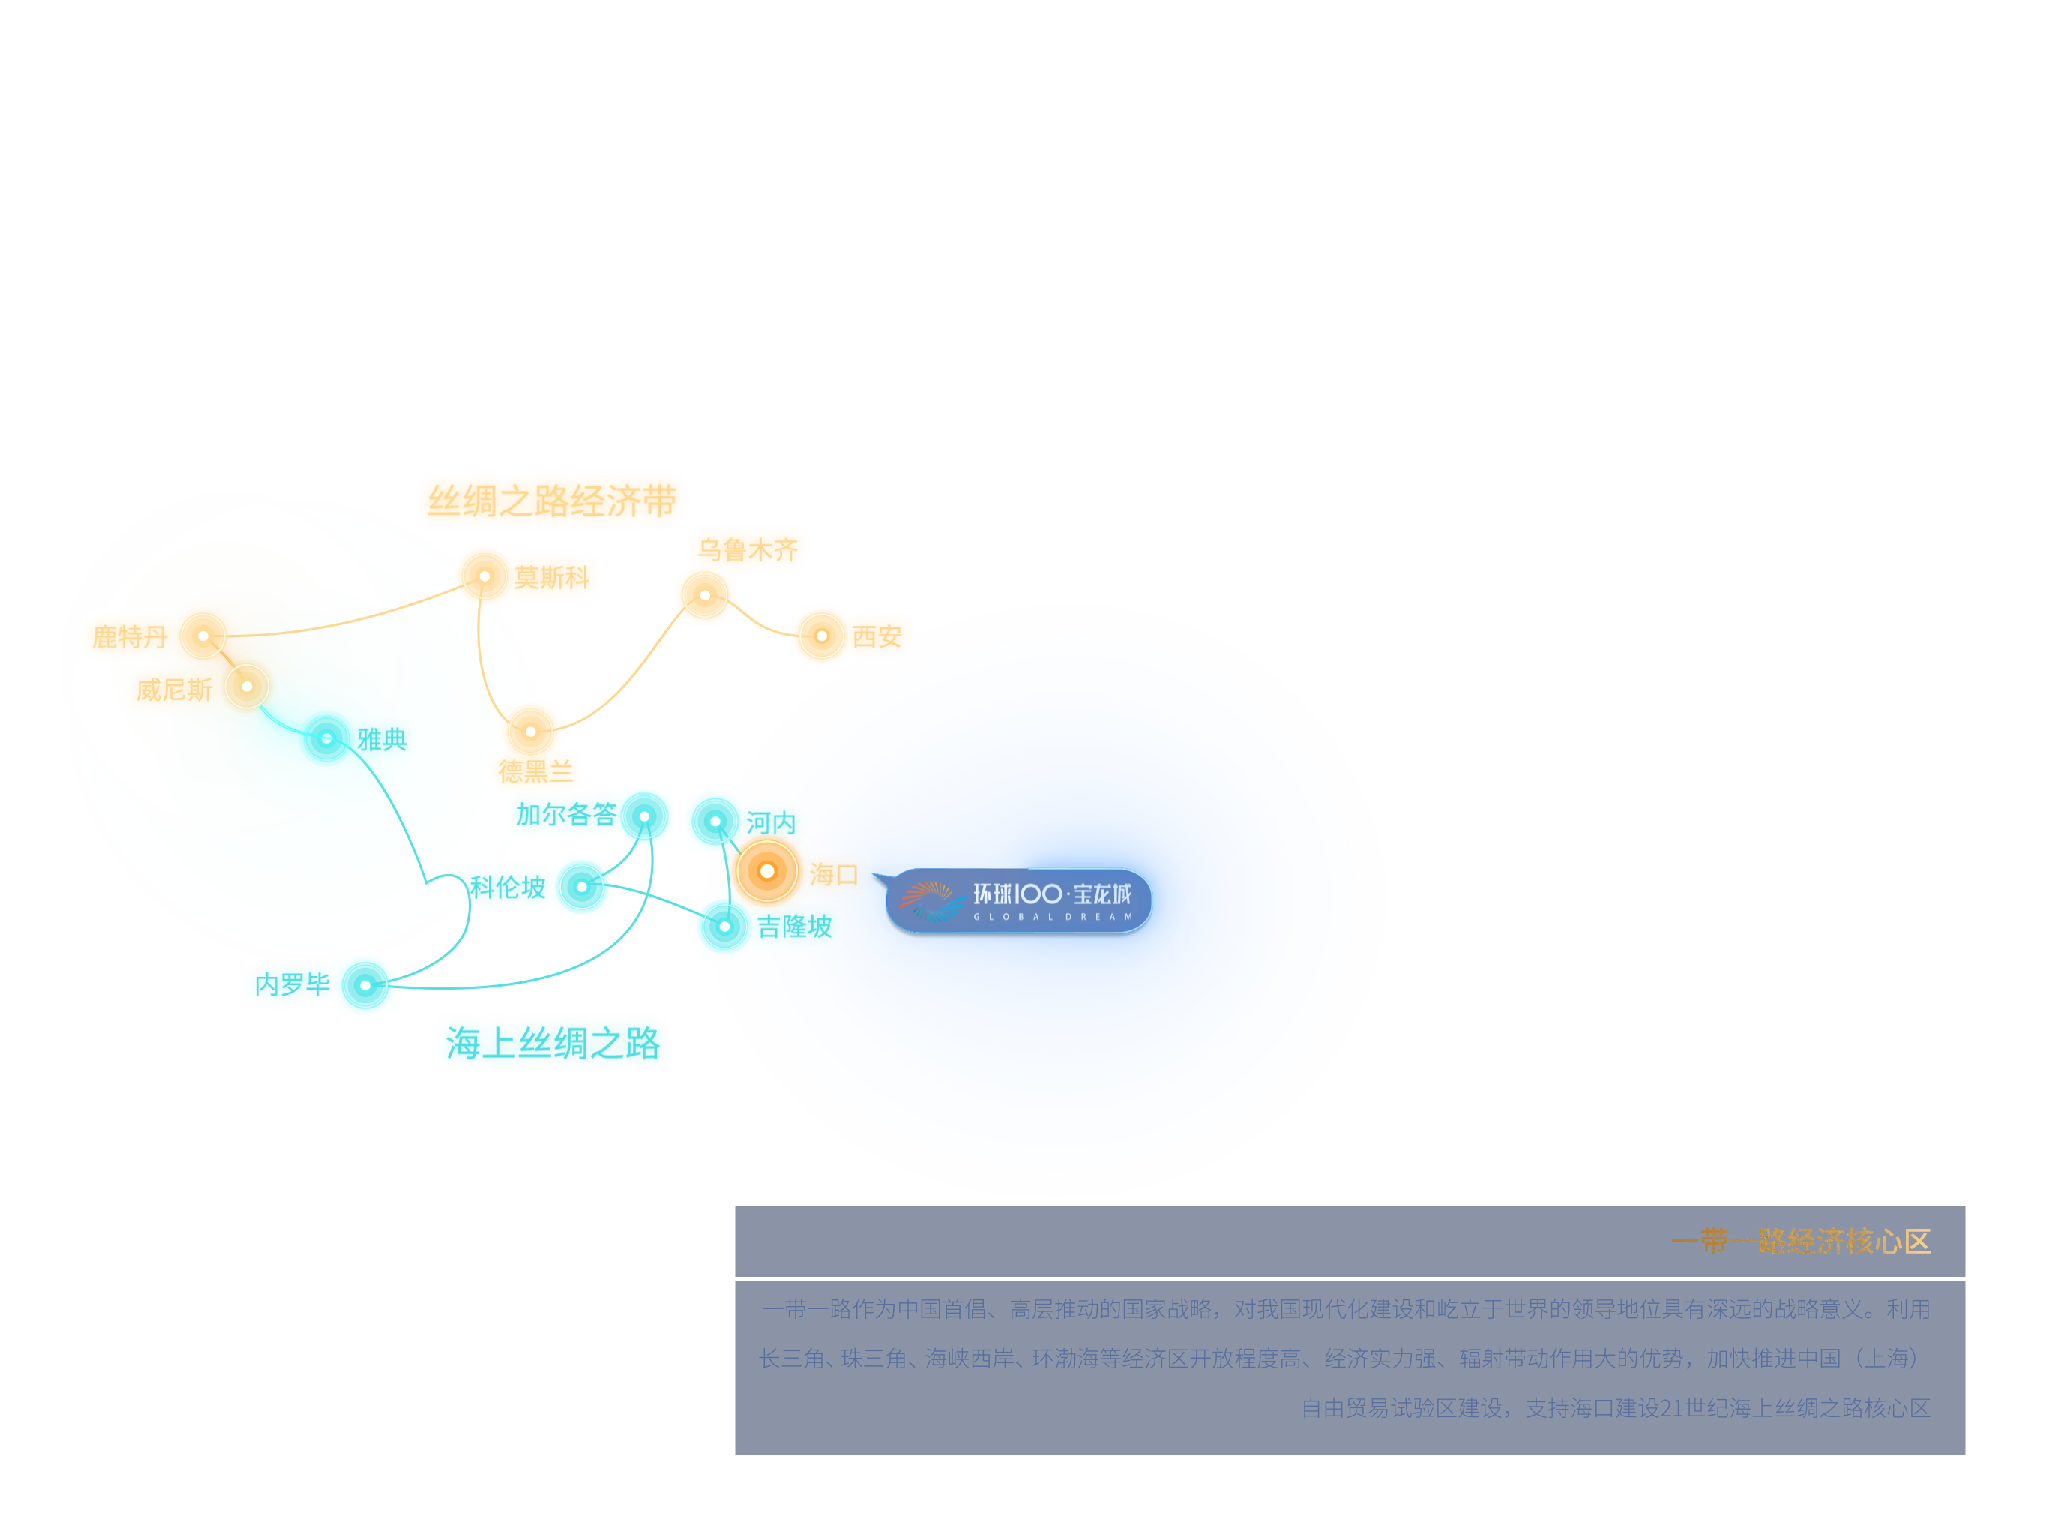 丝绸之路经济带
乌鲁木齐
莫斯科
鹿特丹
西安
威尼斯
雅典
德黑兰
加尔各答
河内
海口
科伦坡
环球100·宝龙城
GLOBAL DREAM
吉隆坡
内罗毕
海上丝绸之路
一带一路经济核心区
一带一路作为中国首倡、高层推动的国家战略，对我国现代化建设和屹立于世界的领导地位具有深远的战略意义。利用
长三角、珠三角、海峡西岸、环渤海等经济区开放程度高、经济实力强、辐射带动作用大的优势，加快推进中国（上海）
自由贸易试验区建设，支持海口建设21世纪海上丝绸之路核心区